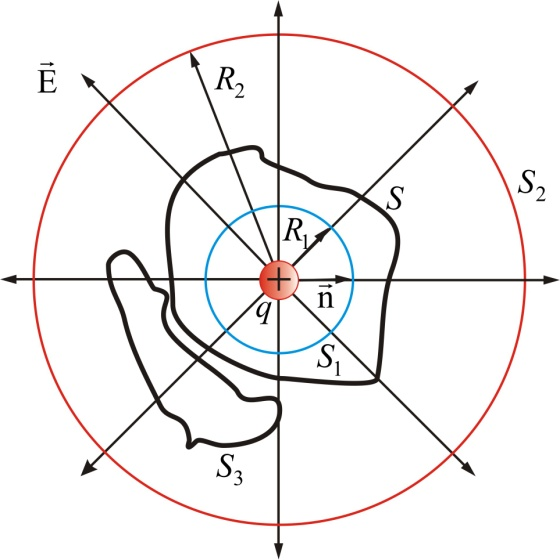 E⃗
R₂
S
S₂
R₁
+
n⃗
q
S₁
S₃